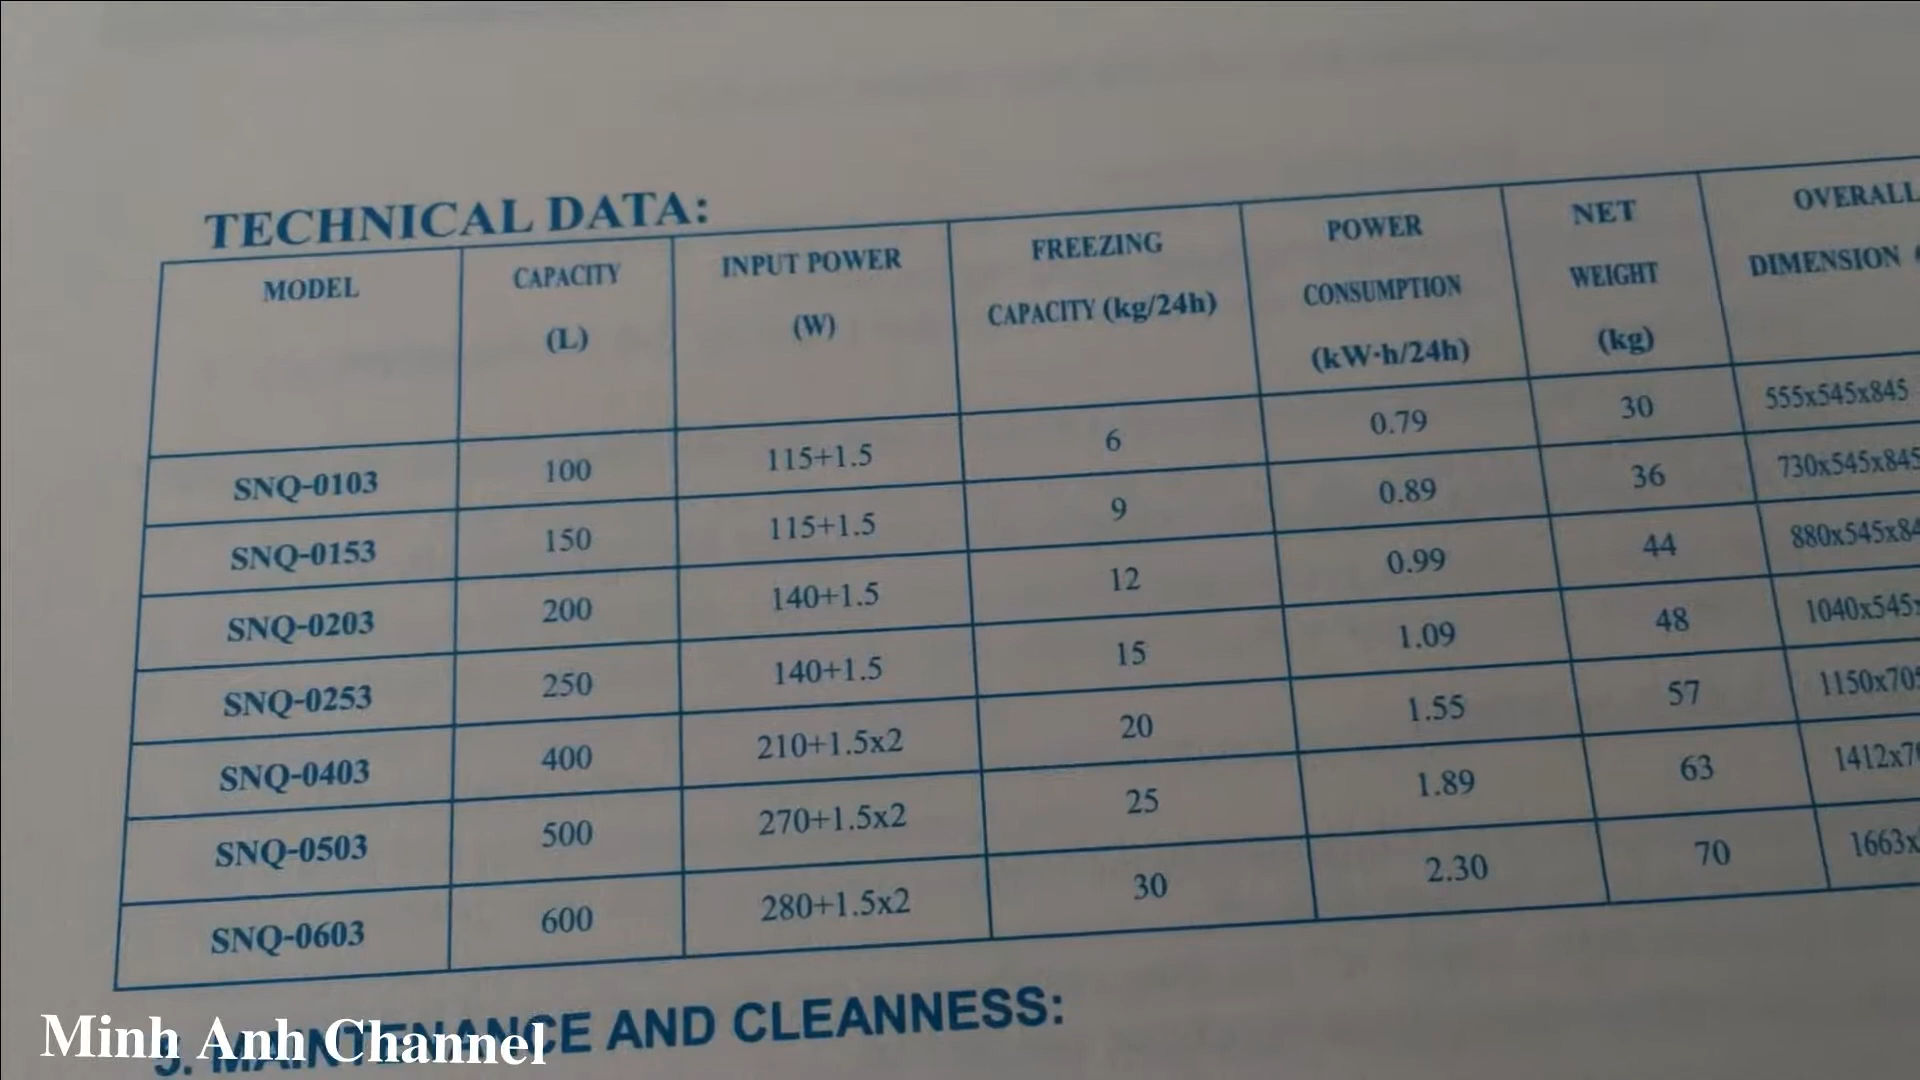 TECHNICAL DATA:
MODEL CAPACITY (L) INPUT POWER (W) FREEZING CAPACITY (kg/24h) POWER CONSUMPTION (kW·h/24h) NET WEIGHT (kg) OVERALL DIMENSION
SNQ-0103 100 115+1.5 6 0.79 30 555x545x845
SNQ-0153 150 115+1.5 9 0.89 36 730x545x845
SNQ-0203 200 140+1.5 12 0.99 44 880x545x84
SNQ-0253 250 140+1.5 15 1.09 48 1040x545x
SNQ-0403 400 210+1.5x2 20 1.55 57 1150x705
SNQ-0503 500 270+1.5x2 25 1.89 63 1412x7
SNQ-0603 600 280+1.5x2 30 2.30 70 1663x
MAINTENANCE AND CLEANNESS:
Minh Anh Channel